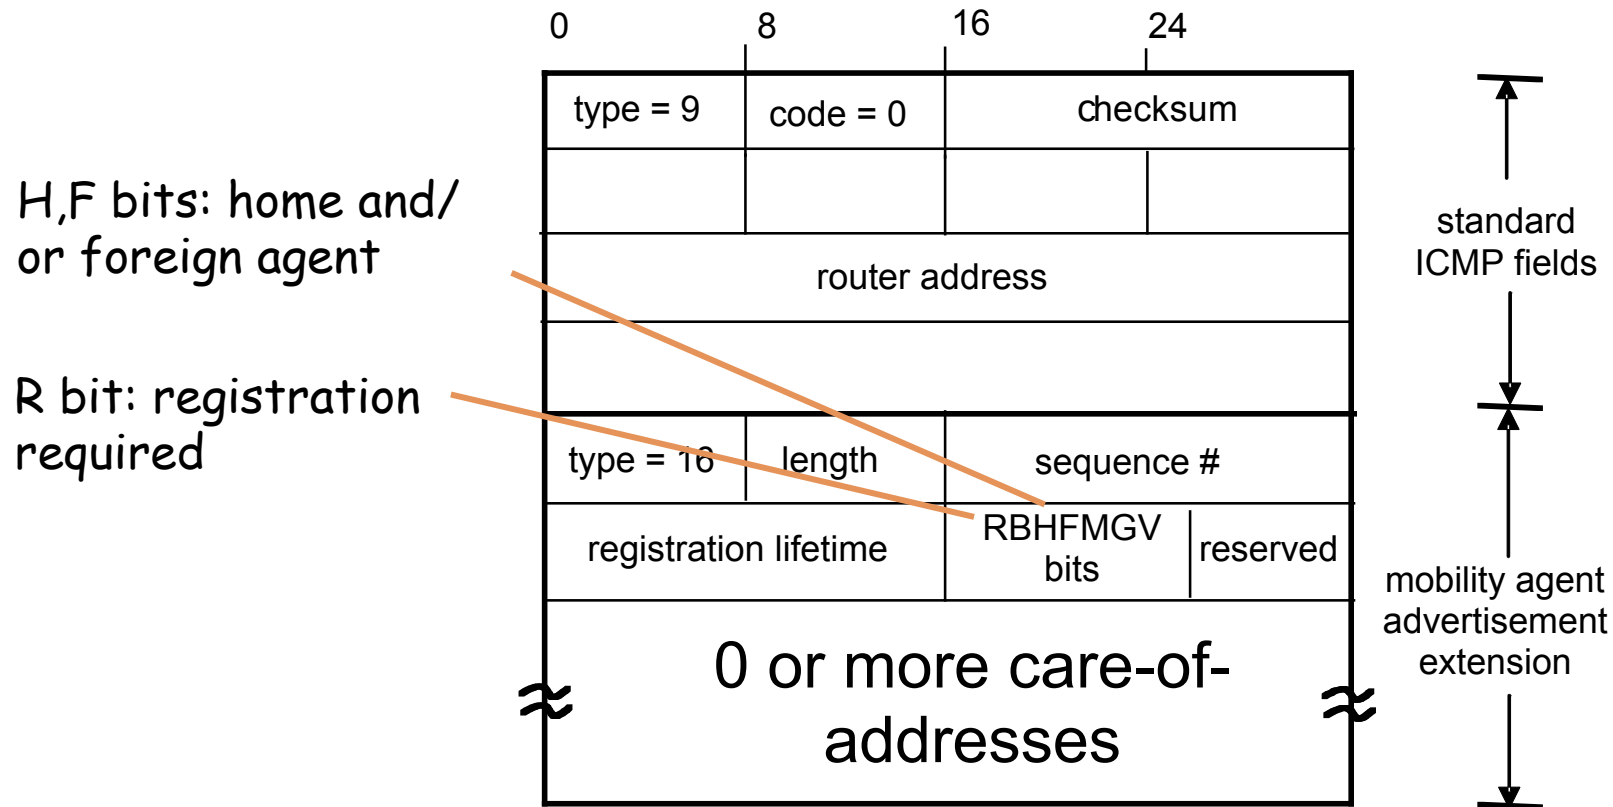 0 8 16 24
type = 9 code = 0 checksum
H,F bits: home and/
or foreign agent
standard
ICMP fields
router address
R bit: registration
required
type = 16 length sequence #
registration lifetime
RBHFMGV
bits
reserved
mobility agent
advertisement
extension
0 or more care-of-
addresses